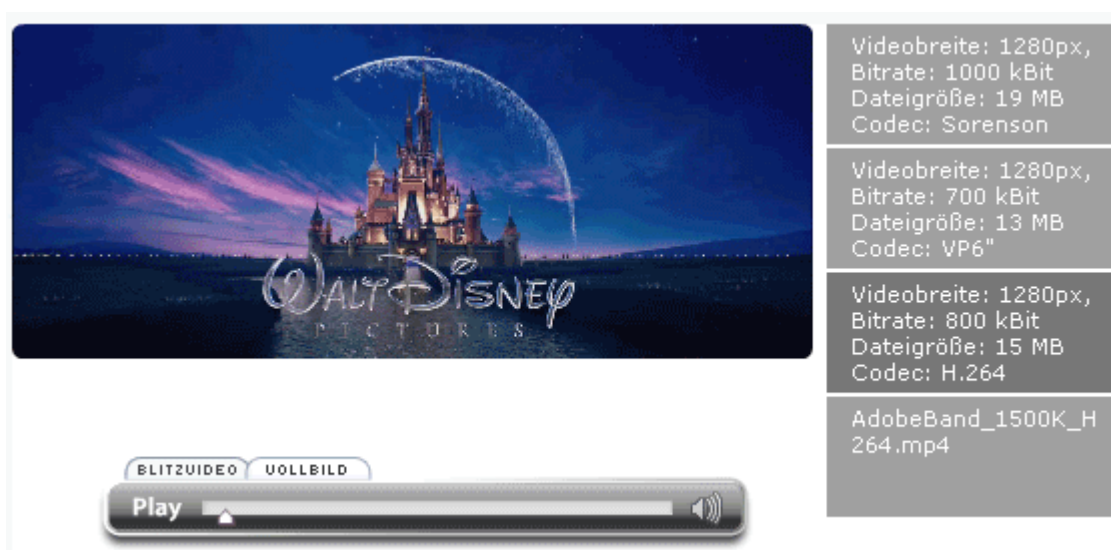 WALT DISNEY
PICTURES
Videobreite: 1280px,
Bitrate: 1000 kBit
Dateigröße: 19 MB
Codec: Sorenson
Videobreite: 1280px,
Bitrate: 700 kBit
Dateigröße: 13 MB
Codec: VP6"
Videobreite: 1280px,
Bitrate: 800 kBit
Dateigröße: 15 MB
Codec: H.264
AdobeBand_1500K_H
264.mp4
BLITZVIDEO VOLLBILD
Play